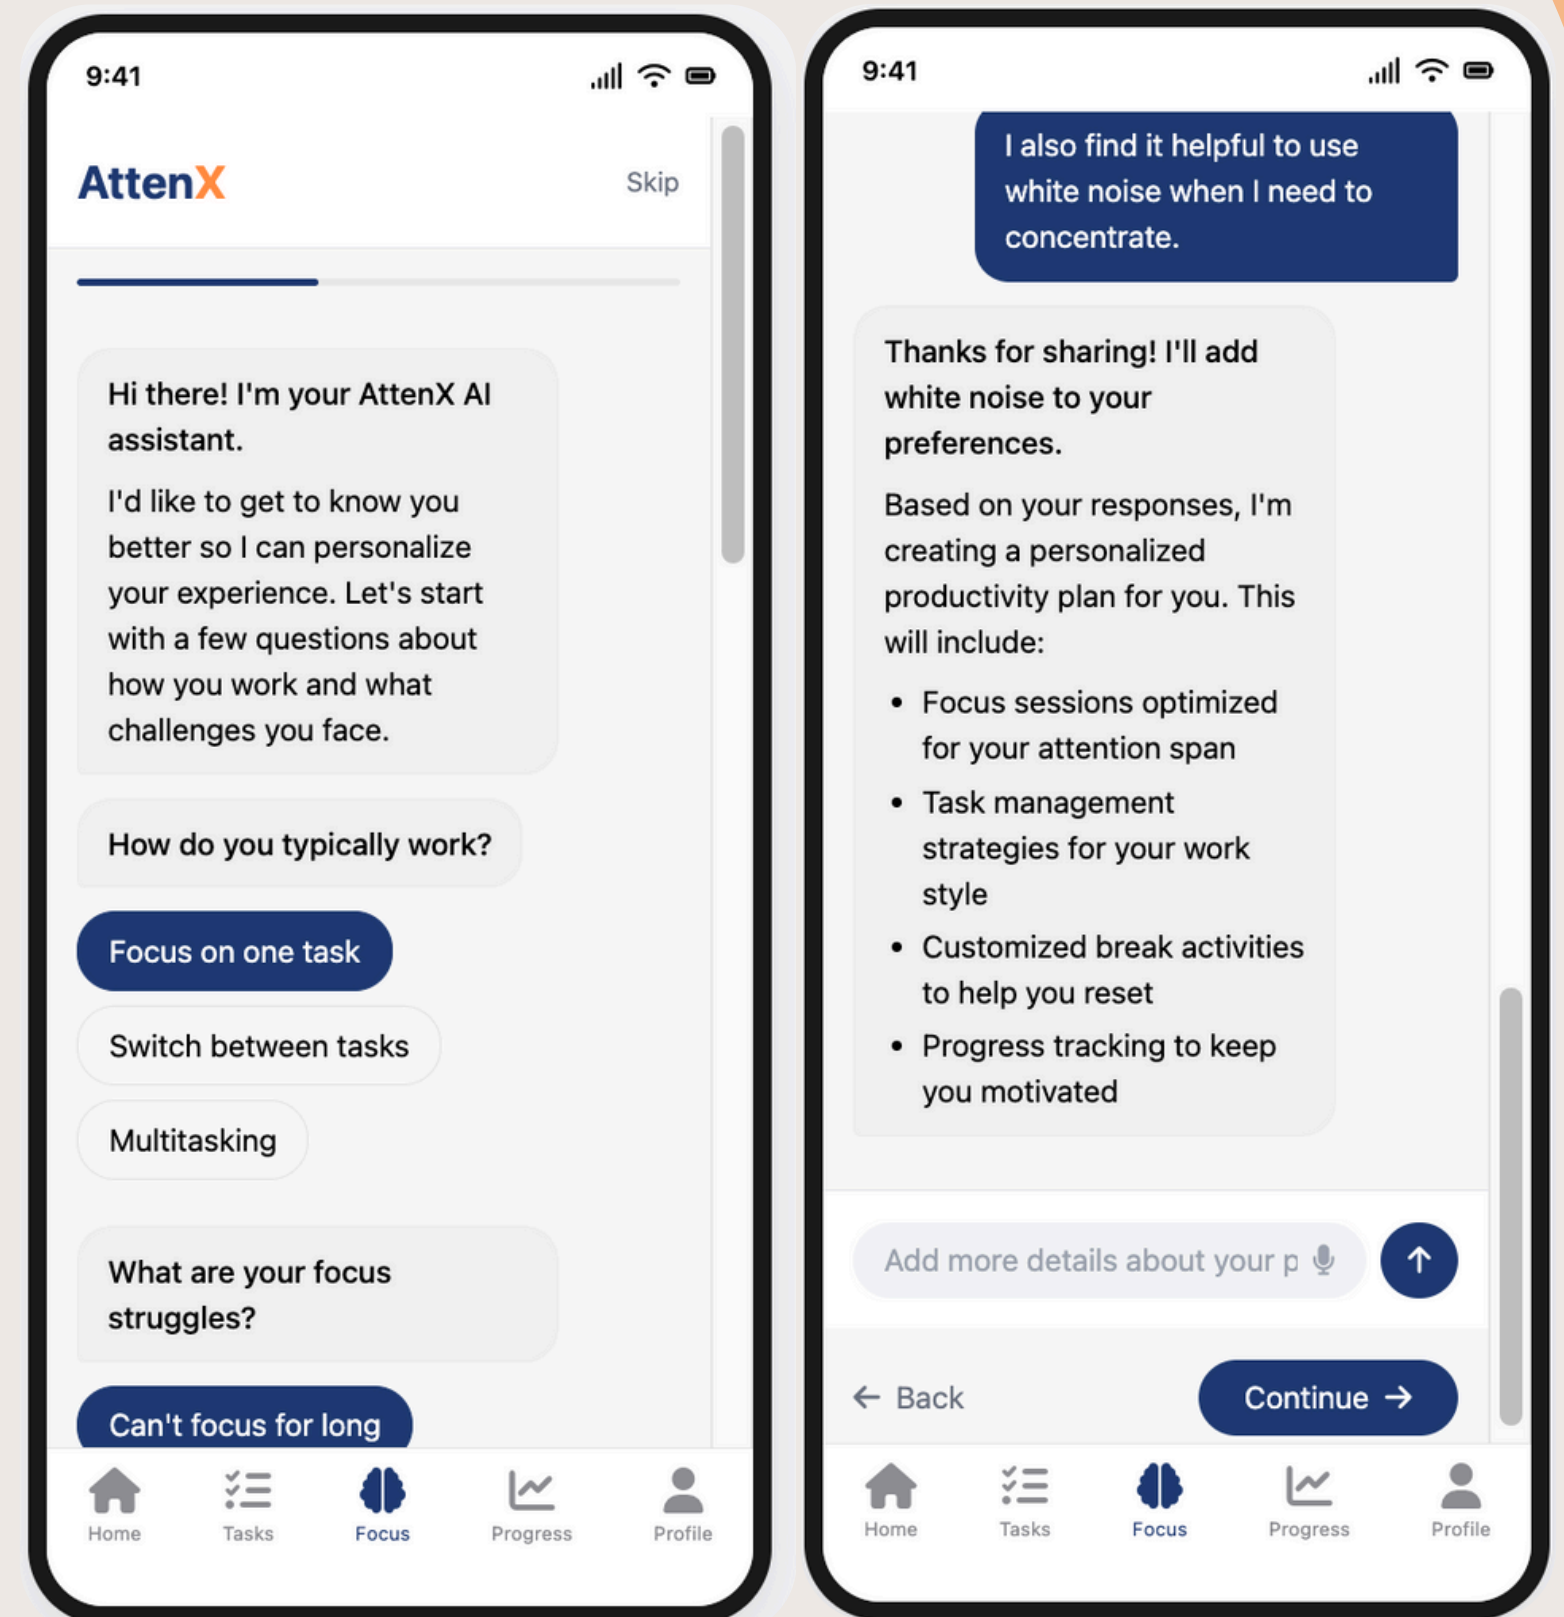 9:41
AttenX
Skip
Hi there! I'm your AttenX AI
assistant.
I'd like to get to know you
better so I can personalize
your experience. Let's start
with a few questions about
how you work and what
challenges you face.
How do you typically work?
Focus on one task
Switch between tasks
Multitasking
What are your focus
struggles?
Can't focus for long
Home
Tasks
Focus
Progress
Profile
9:41
I also find it helpful to use
white noise when I need to
concentrate.
Thanks for sharing! I'll add
white noise to your
preferences.
Based on your responses, I'm
creating a personalized
productivity plan for you. This
will include:
• Focus sessions optimized
for your attention span
• Task management
strategies for your work
style
• Customized break activities
to help you reset
• Progress tracking to keep
you motivated
Add more details about your p
← Back
Continue →
Home
Tasks
Focus
Progress
Profile